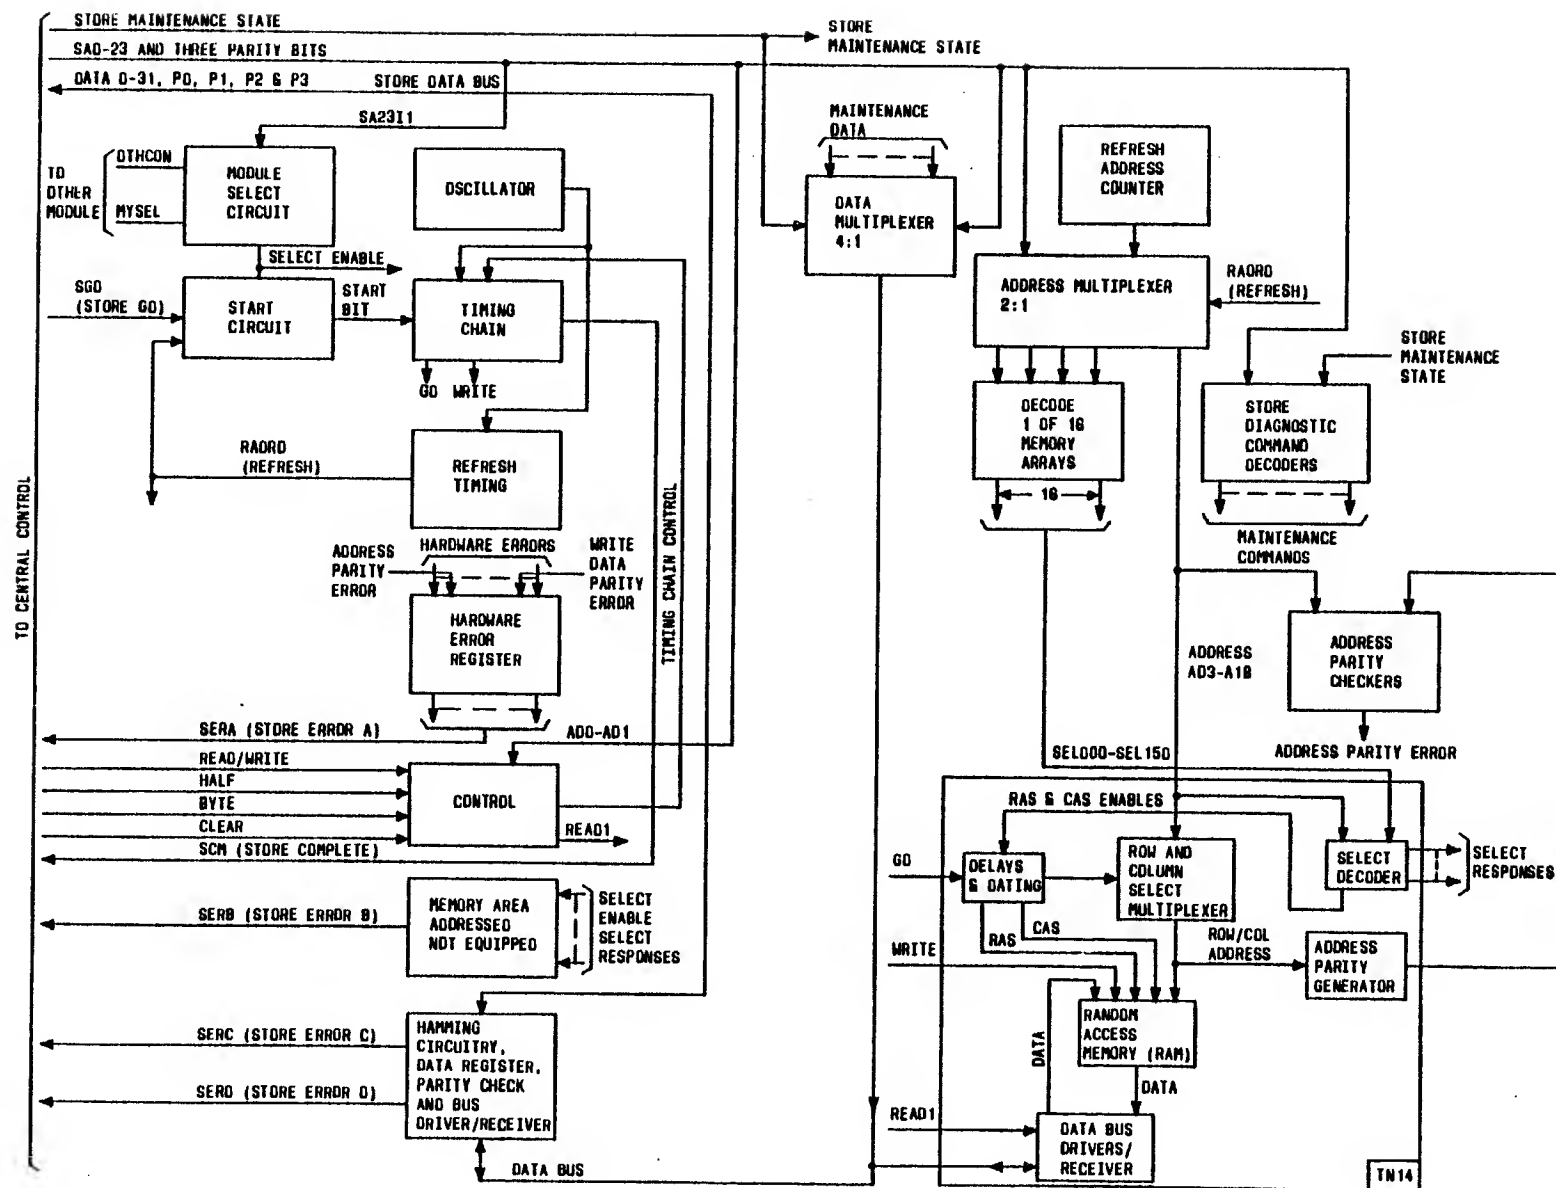 STORE MAINTENANCE STATE
STORE
MAINTENANCE STATE
SA0-23 AND THREE PARITY BITS
DATA 0-31, P0, P1, P2 & P3
STORE DATA BUS
SA23I1
TO
OTHER
MODULE
OTHCON
MYSEL
MODULE
SELECT
CIRCUIT
OSCILLATOR
MAINTENANCE
DATA
DATA
MULTIPLEXER
4:1
REFRESH
ADDRESS
COUNTER
SELECT ENABLE
SGO
(STORE GO)
START
CIRCUIT
START
BIT
TIMING
CHAIN
GO WRITE
ADDRESS MULTIPLEXER
2:1
RAORD
(REFRESH)
STORE
MAINTENANCE
STATE
DECODE
1 OF 16
MEMORY
ARRAYS
16
STORE
DIAGNOSTIC
COMMAND
DECODERS
MAINTENANCE
COMMANDS
RAORD
(REFRESH)
REFRESH
TIMING
TO CENTRAL CONTROL
TIMING CHAIN CONTROL
ADDRESS
PARITY
ERROR
HARDWARE ERRORS
WRITE
DATA
PARITY
ERROR
HARDWARE
ERROR
REGISTER
ADDRESS
A03-A18
ADDRESS
PARITY
CHECKERS
ADDRESS PARITY ERROR
SERA (STORE ERROR A)
A00-A01
READ/WRITE
HALF
BYTE
CLEAR
SCM (STORE COMPLETE)
CONTROL
READ1
SEL000-SEL150
RAS & CAS ENABLES
GO
DELAYS
& GATING
ROW AND
COLUMN
SELECT
MULTIPLEXER
SELECT
DECODER
SELECT
RESPONSES
SERB (STORE ERROR B)
MEMORY AREA
ADDRESSED
NOT EQUIPPED
SELECT
ENABLE
SELECT
RESPONSES
RAS
CAS
ROW/COL
ADDRESS
WRITE
ADDRESS
PARITY
GENERATOR
SERC (STORE ERROR C)
SERD (STORE ERROR D)
HAMMING
CIRCUITRY,
DATA REGISTER,
PARITY CHECK
AND BUS
DRIVER/RECEIVER
DATA
RANDOM
ACCESS
MEMORY (RAM)
DATA
READ1
DATA BUS
DRIVERS/
RECEIVER
DATA BUS
TN14